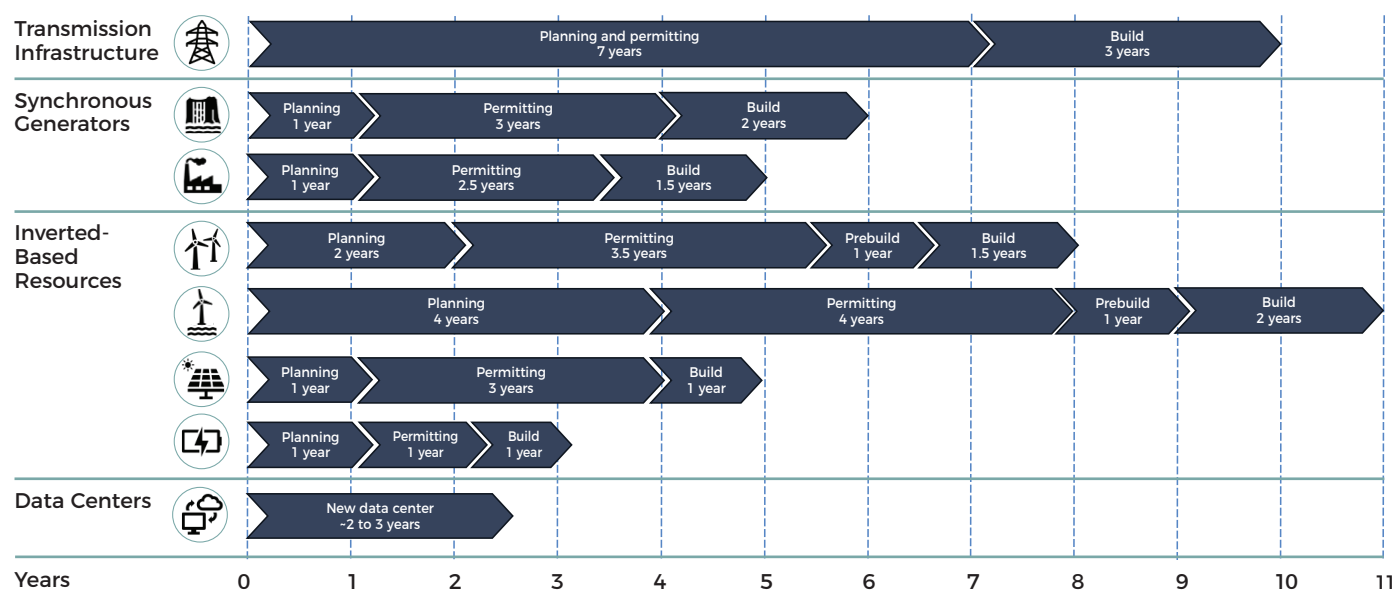 Transmission
Infrastructure
Planning and permitting
7 years
Build
3 years
Synchronous
Generators
Planning
1 year
Permitting
3 years
Build
2 years
Planning
1 year
Permitting
2.5 years
Build
1.5 years
Inverted-
Based
Resources
Planning
2 years
Permitting
3.5 years
Prebuild
1 year
Build
1.5 years
Planning
4 years
Permitting
4 years
Prebuild
1 year
Build
2 years
Planning
1 year
Permitting
3 years
Build
1 year
Planning
1 year
Permitting
1 year
Build
1 year
Data Centers
New data center
~2 to 3 years
Years 0 1 2 3 4 5 6 7 8 9 10 11